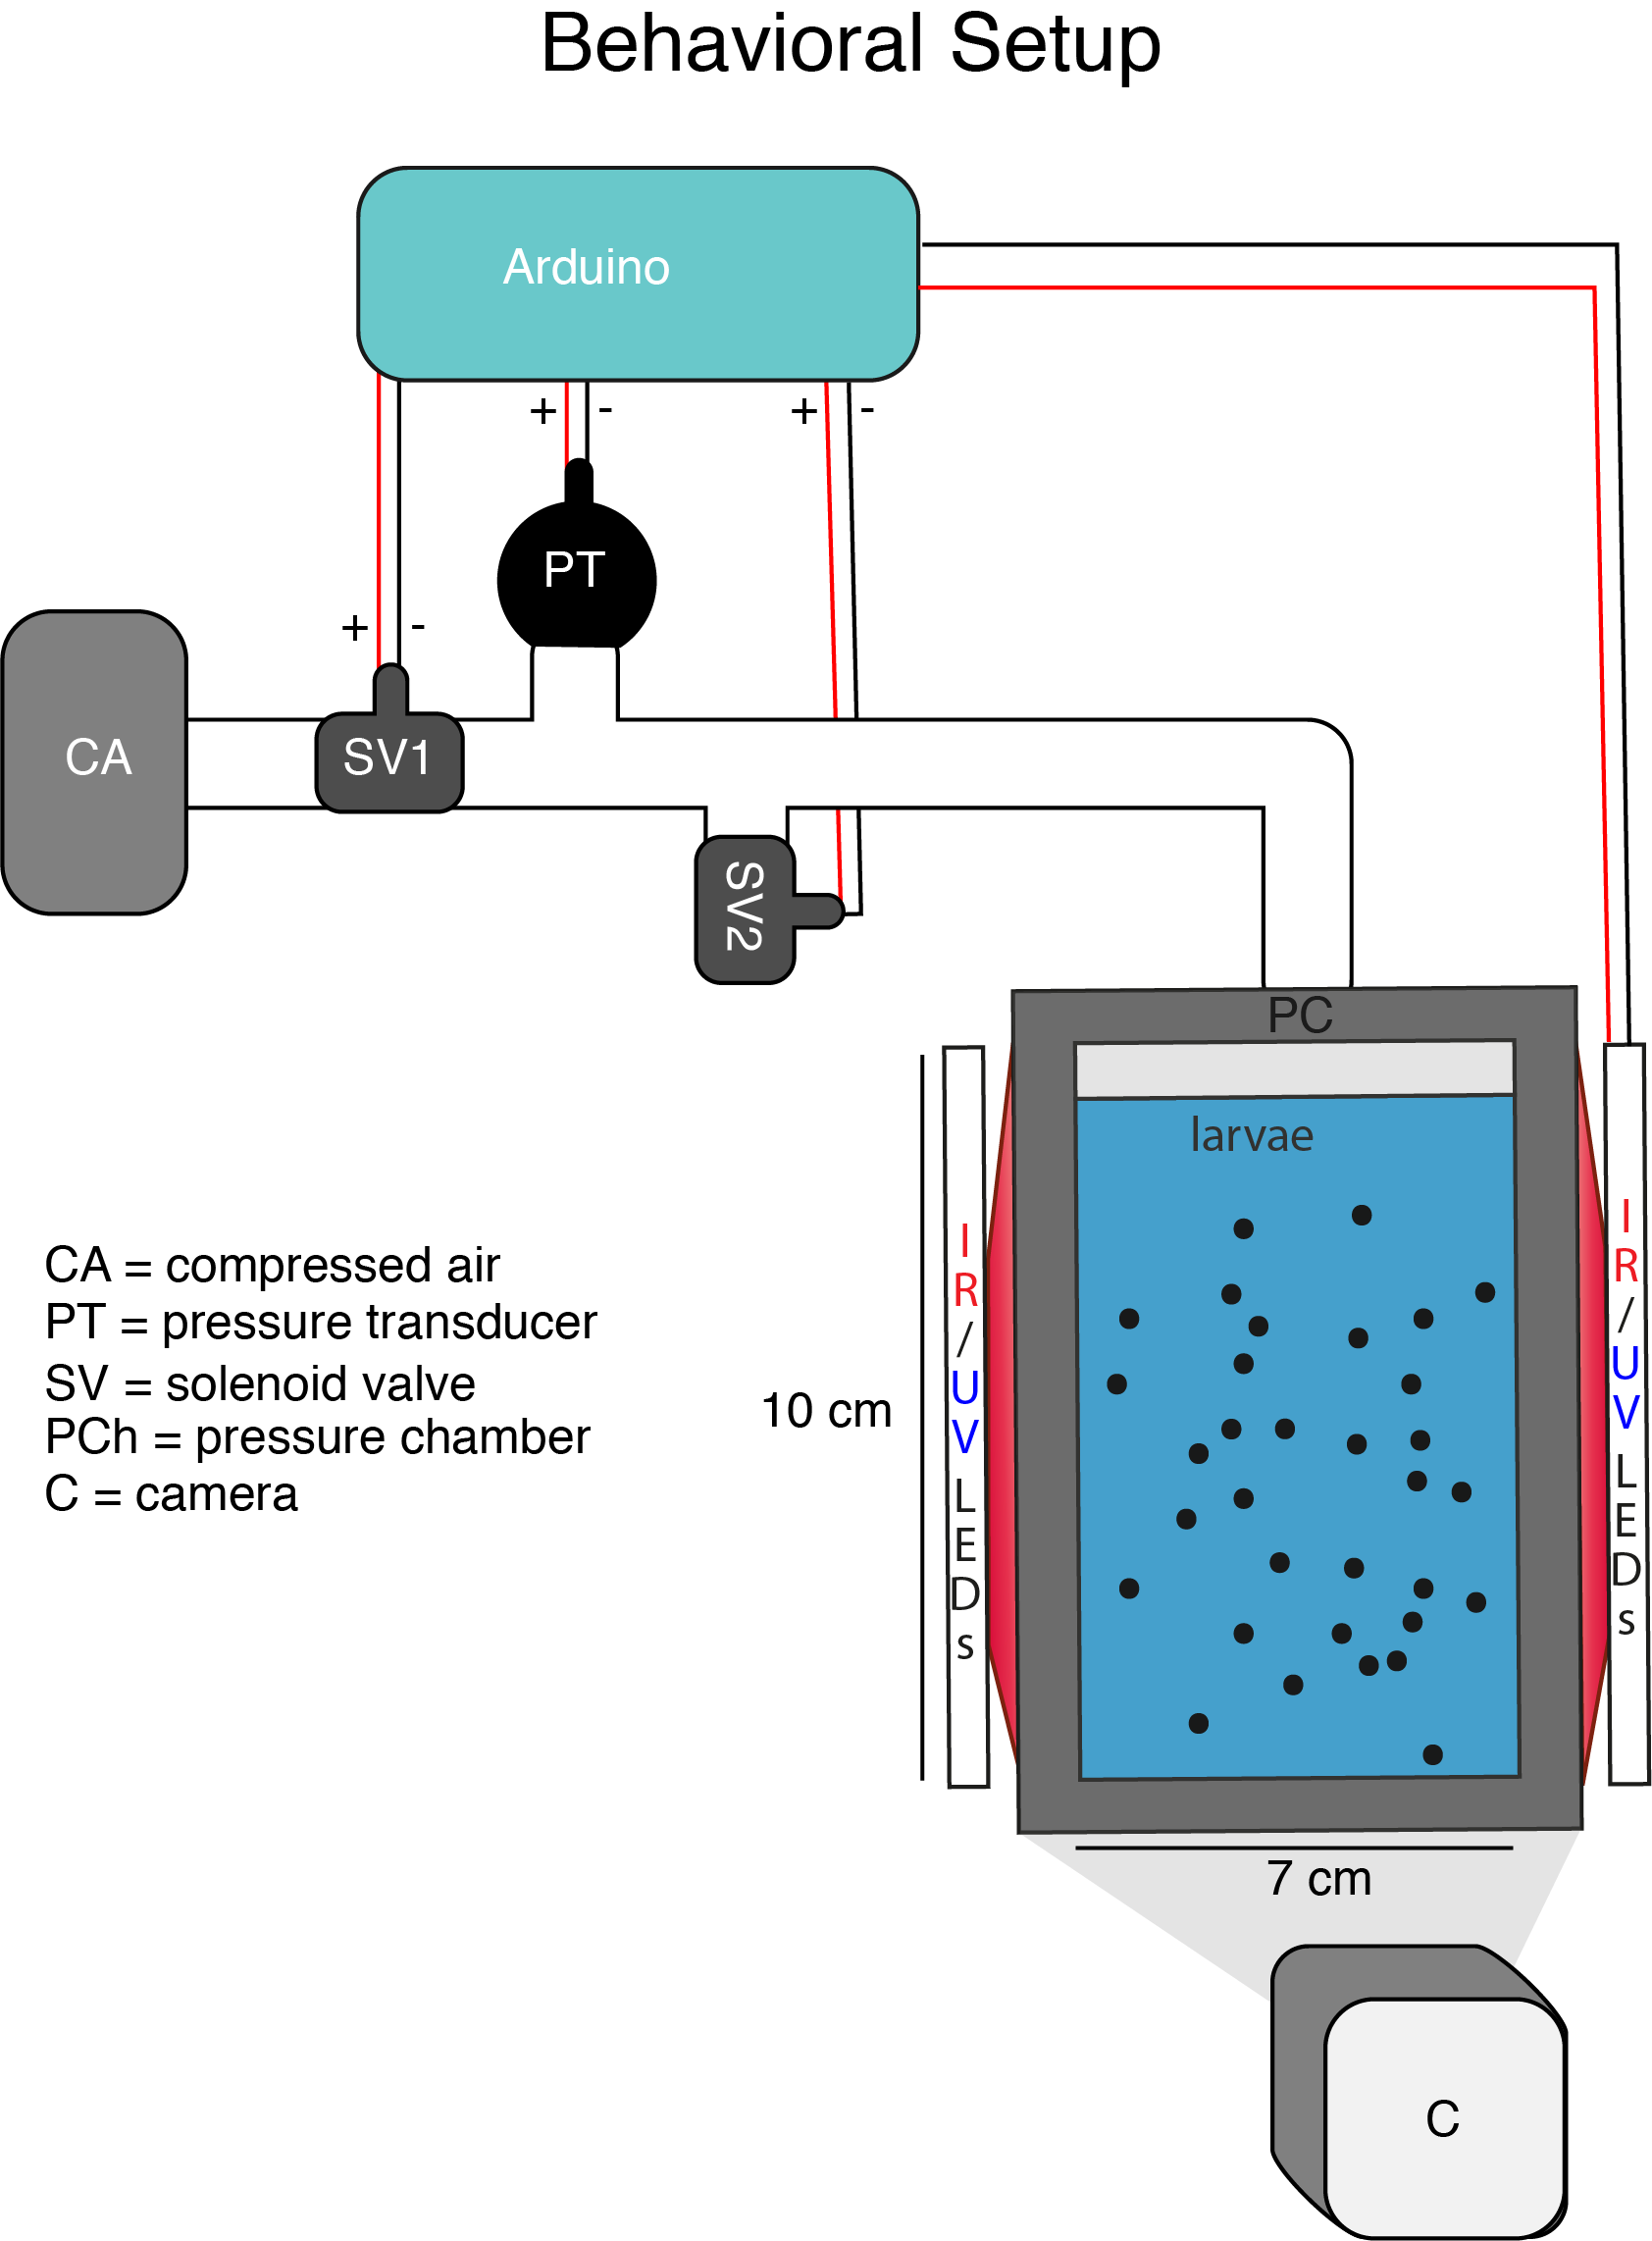 Behavioral Setup
Arduino
+ -
+ -
PT
+ -
CA
SV1
SV2
PC
larvae
IR/UV LEDs
IR/UV LEDs
10 cm
CA = compressed air
PT = pressure transducer
SV = solenoid valve
PCh = pressure chamber
C = camera
7 cm
C